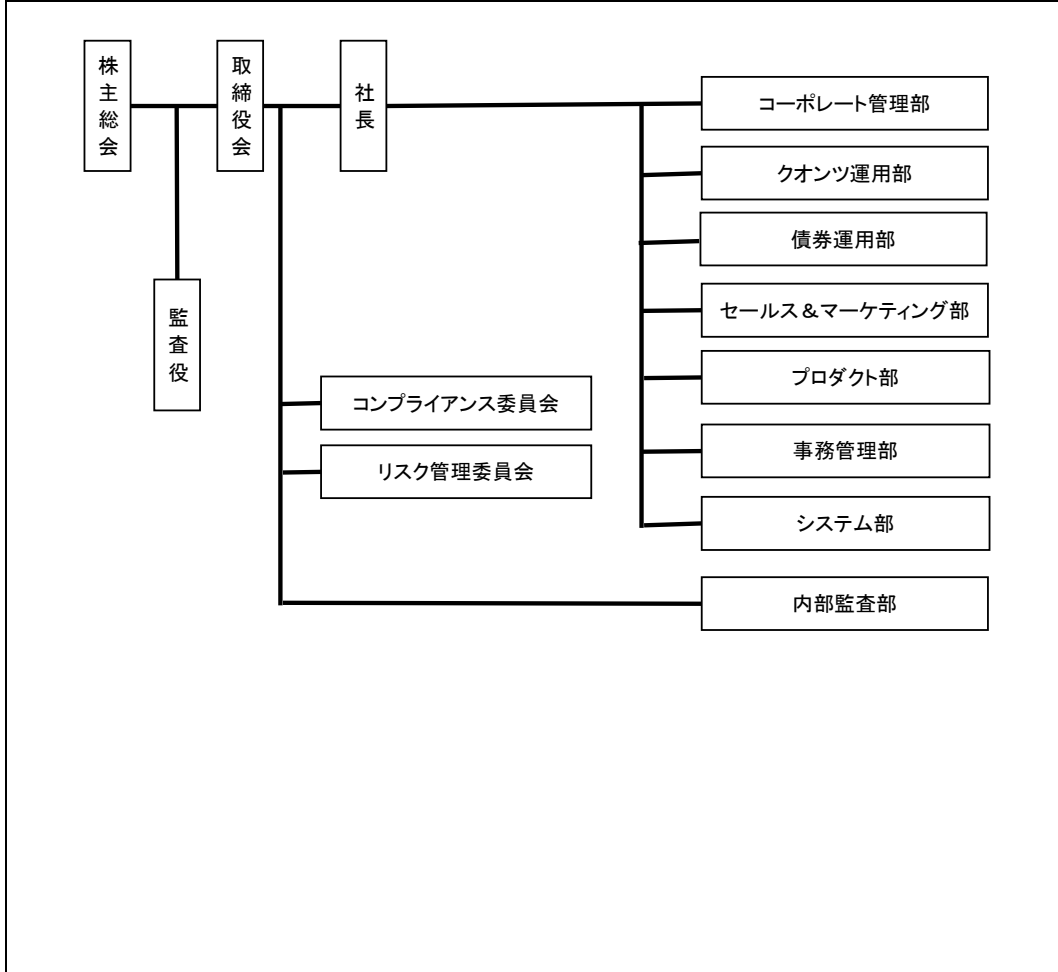 株主総会
取締役会
社長
監査役
コーポレート管理部
クオンツ運用部
債券運用部
セールス＆マーケティング部
プロダクト部
事務管理部
システム部
コンプライアンス委員会
リスク管理委員会
内部監査部